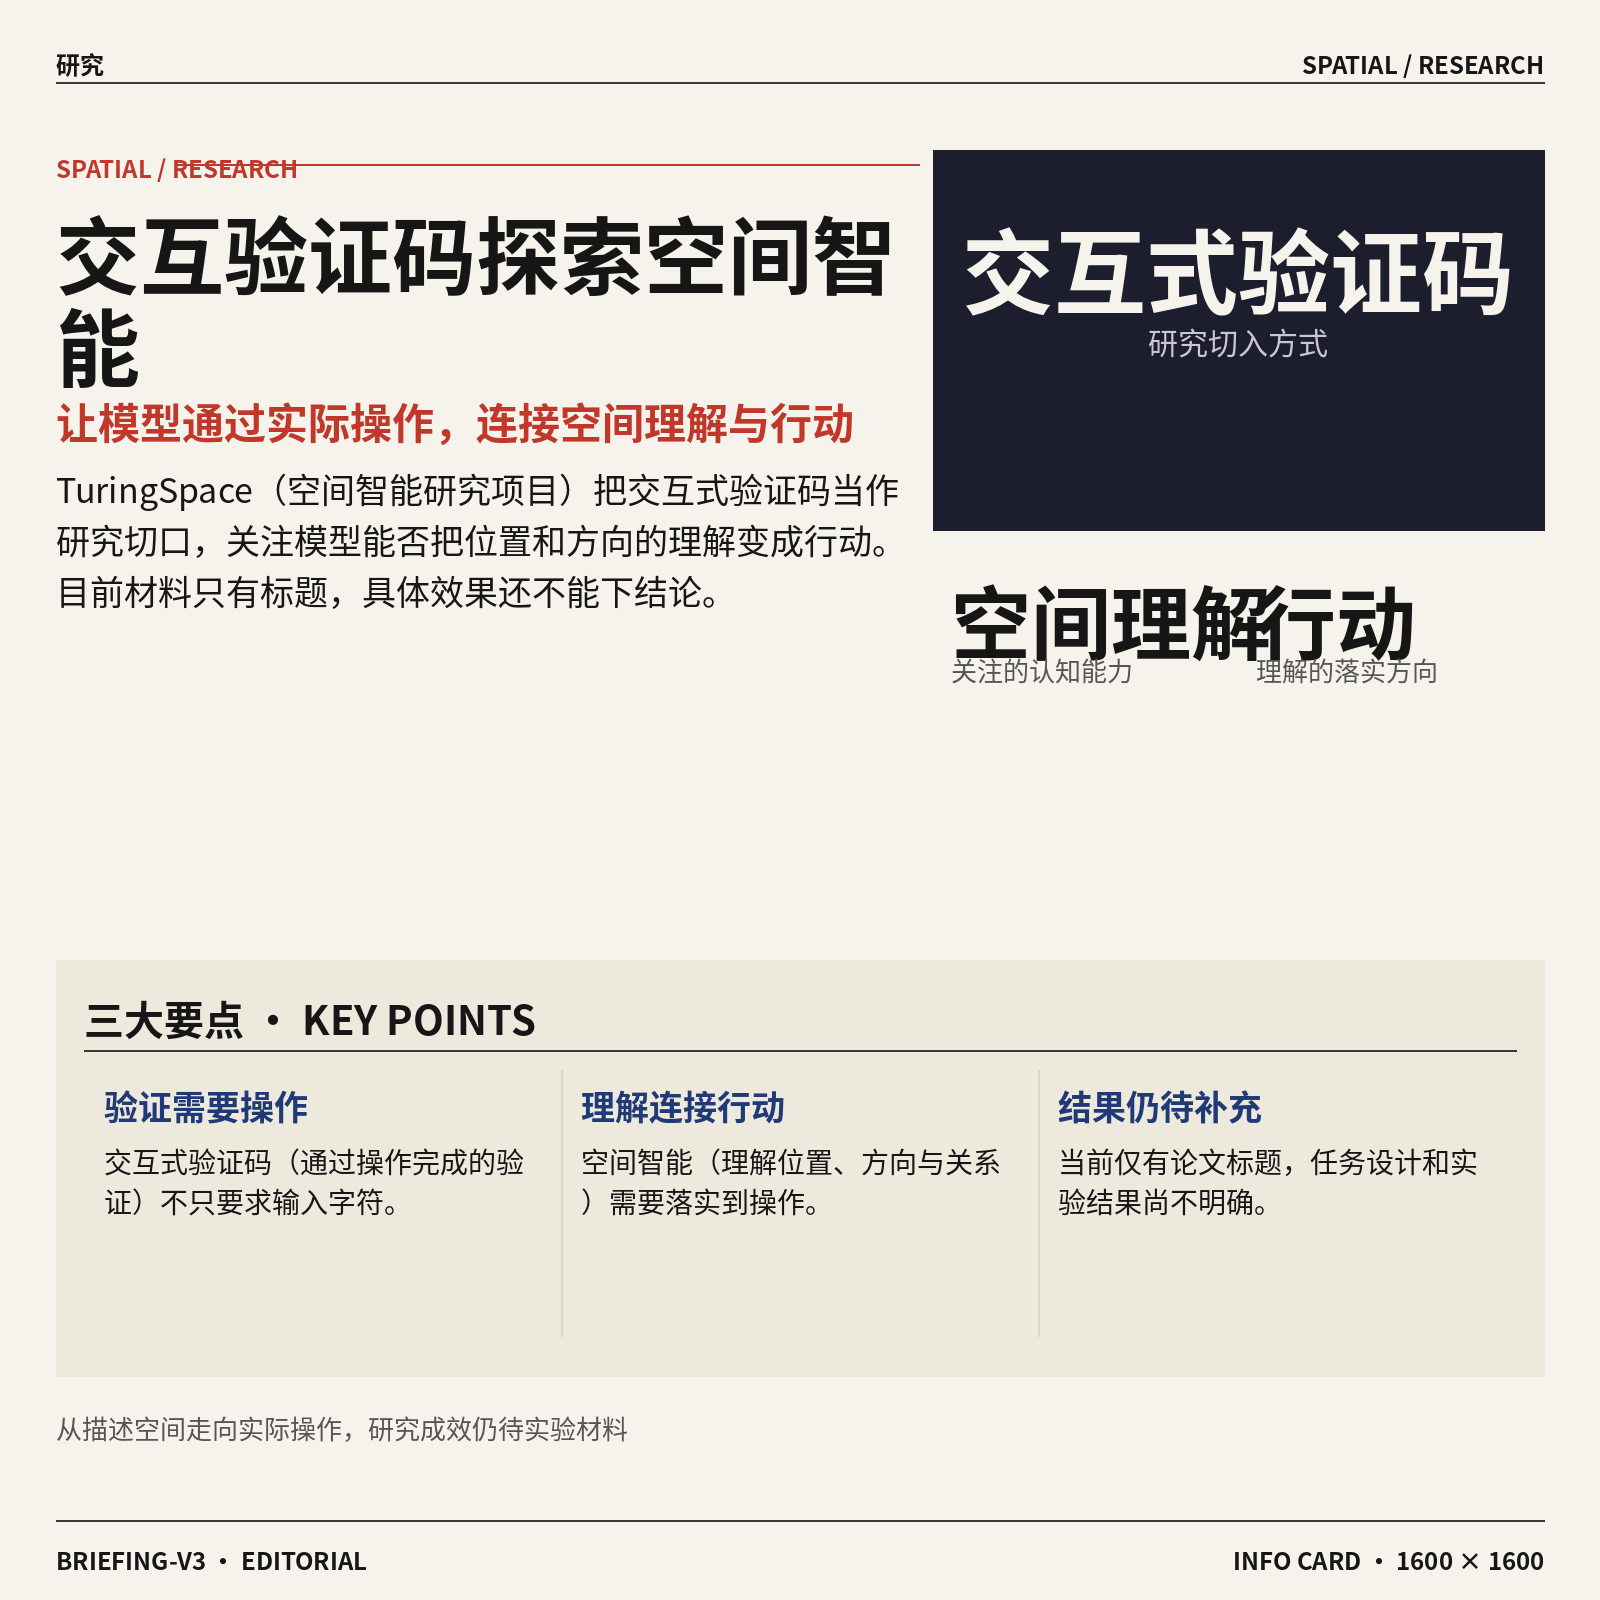 研究
SPATIAL / RESEARCH
SPATIAL / RESEARCH
交互验证码探索空间智
能
让模型通过实际操作，连接空间理解与行动
TuringSpace（空间智能研究项目）把交互式验证码当作
研究切口，关注模型能否把位置和方向的理解变成行动。
目前材料只有标题，具体效果还不能下结论。
交互式验证码
研究切入方式
空间理解
关注的认知能力
行动
理解的落实方向
三大要点 · KEY POINTS
验证需要操作
交互式验证码（通过操作完成的验
证）不只要求输入字符。
理解连接行动
空间智能（理解位置、方向与关系
）需要落实到操作。
结果仍待补充
当前仅有论文标题，任务设计和实
验结果尚不明确。
从描述空间走向实际操作，研究成效仍待实验材料
BRIEFING-V3 · EDITORIAL
INFO CARD · 1600 × 1600